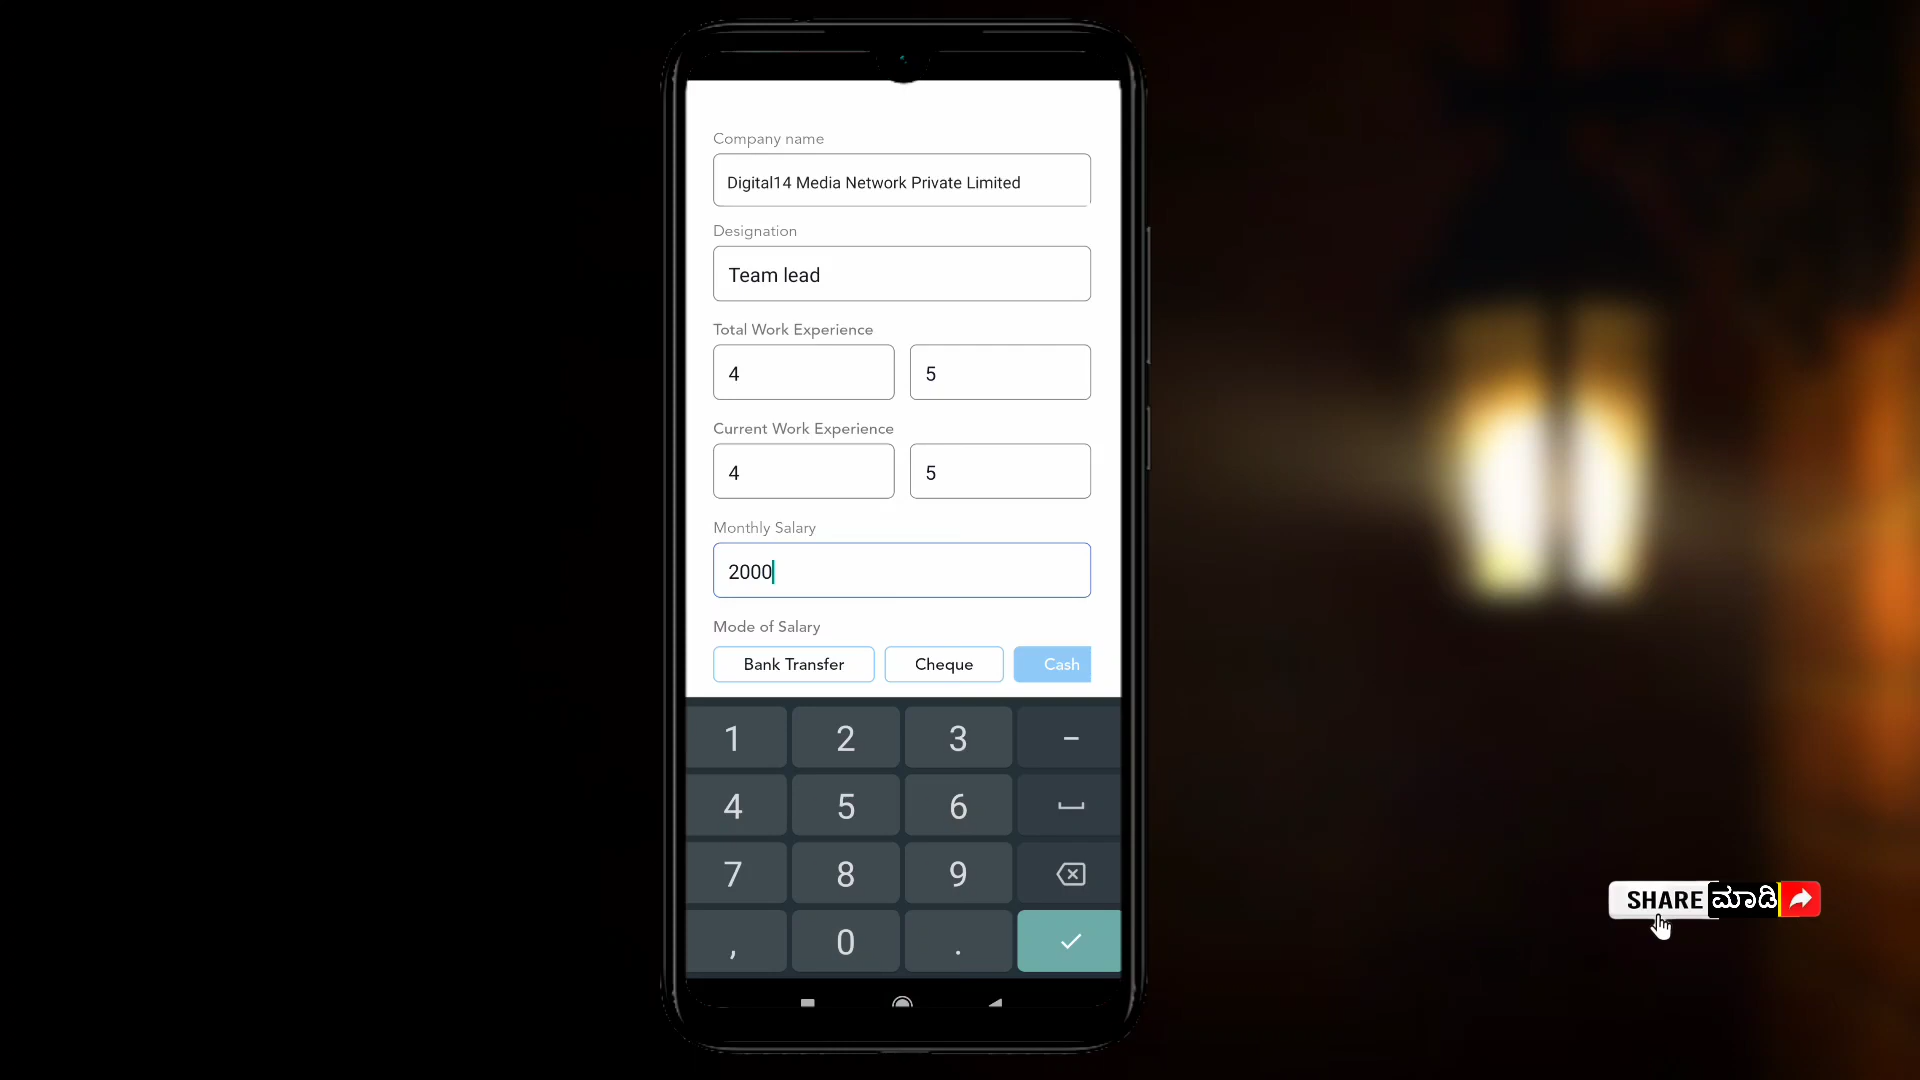 Company name
Digital14 Media Network Private Limited
Designation
Team lead
Total Work Experience
4 5
Current Work Experience
4 5
Monthly Salary
2000
Mode of Salary
Bank Transfer Cheque Cash
1 2 3 -
4 5 6
7 8 9
, 0 .
SHARE ಮಾಡಿ